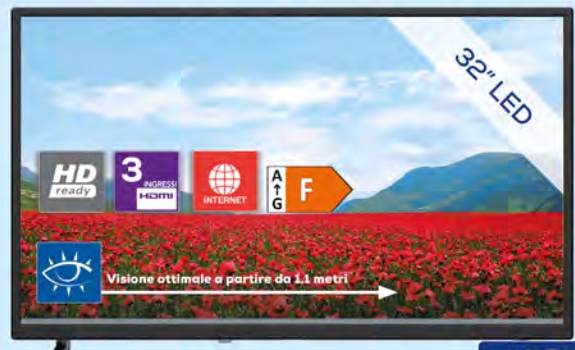 32" LED
HD
ready
3
INGRESSI
HDMI
INTERNET
A
↑
G
F
Visione ottimale a partire da 1,1 metri